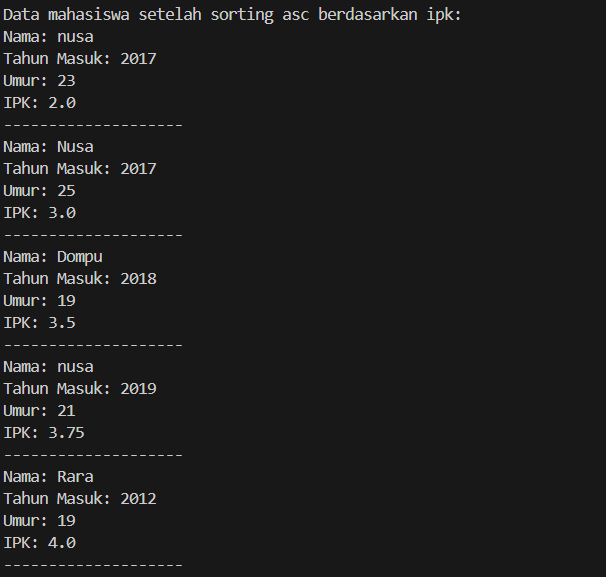 Data mahasiswa setelah sorting asc berdasarkan ipk:
Nama: nusa
Tahun Masuk: 2017
Umur: 23
IPK: 2.0
--------------------
Nama: Nusa
Tahun Masuk: 2017
Umur: 25
IPK: 3.0
--------------------
Nama: Dompu
Tahun Masuk: 2018
Umur: 19
IPK: 3.5
--------------------
Nama: nusa
Tahun Masuk: 2019
Umur: 21
IPK: 3.75
--------------------
Nama: Rara
Tahun Masuk: 2012
Umur: 19
IPK: 4.0
--------------------